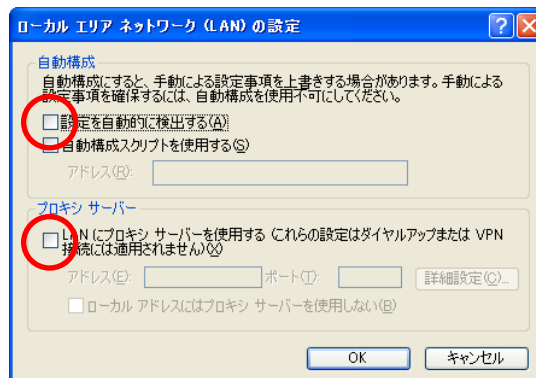 ローカル エリア ネットワーク (LAN) の設定
自動構成
自動構成にすると、手動による設定事項を上書きする場合があります。手動による
設定事項を確保するには、自動構成を使用不可にしてください。
設定を自動的に検出する(A)
自動構成スクリプトを使用する(S)
アドレス(R):
プロキシ サーバー
LAN にプロキシ サーバーを使用する (これらの設定はダイヤルアップまたは VPN
接続には適用されません)(X)
アドレス(E): ポート(T): 詳細設定(C)...
ローカル アドレスにはプロキシ サーバーを使用しない(B)
OK キャンセル